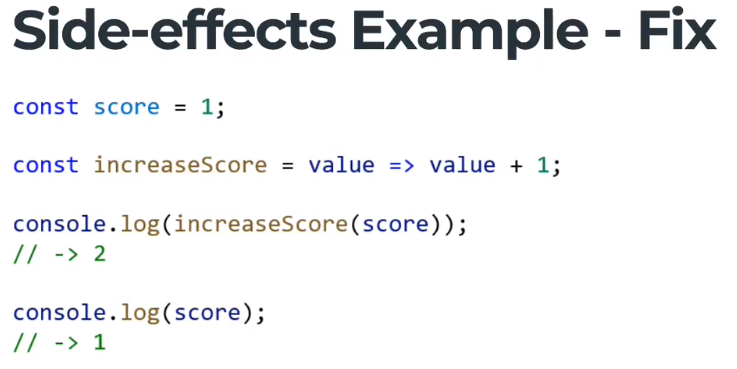 Side-effects Example - Fix
const score = 1;
const increaseScore = value => value + 1;
console.log(increaseScore(score));
// -> 2
console.log(score);
// -> 1